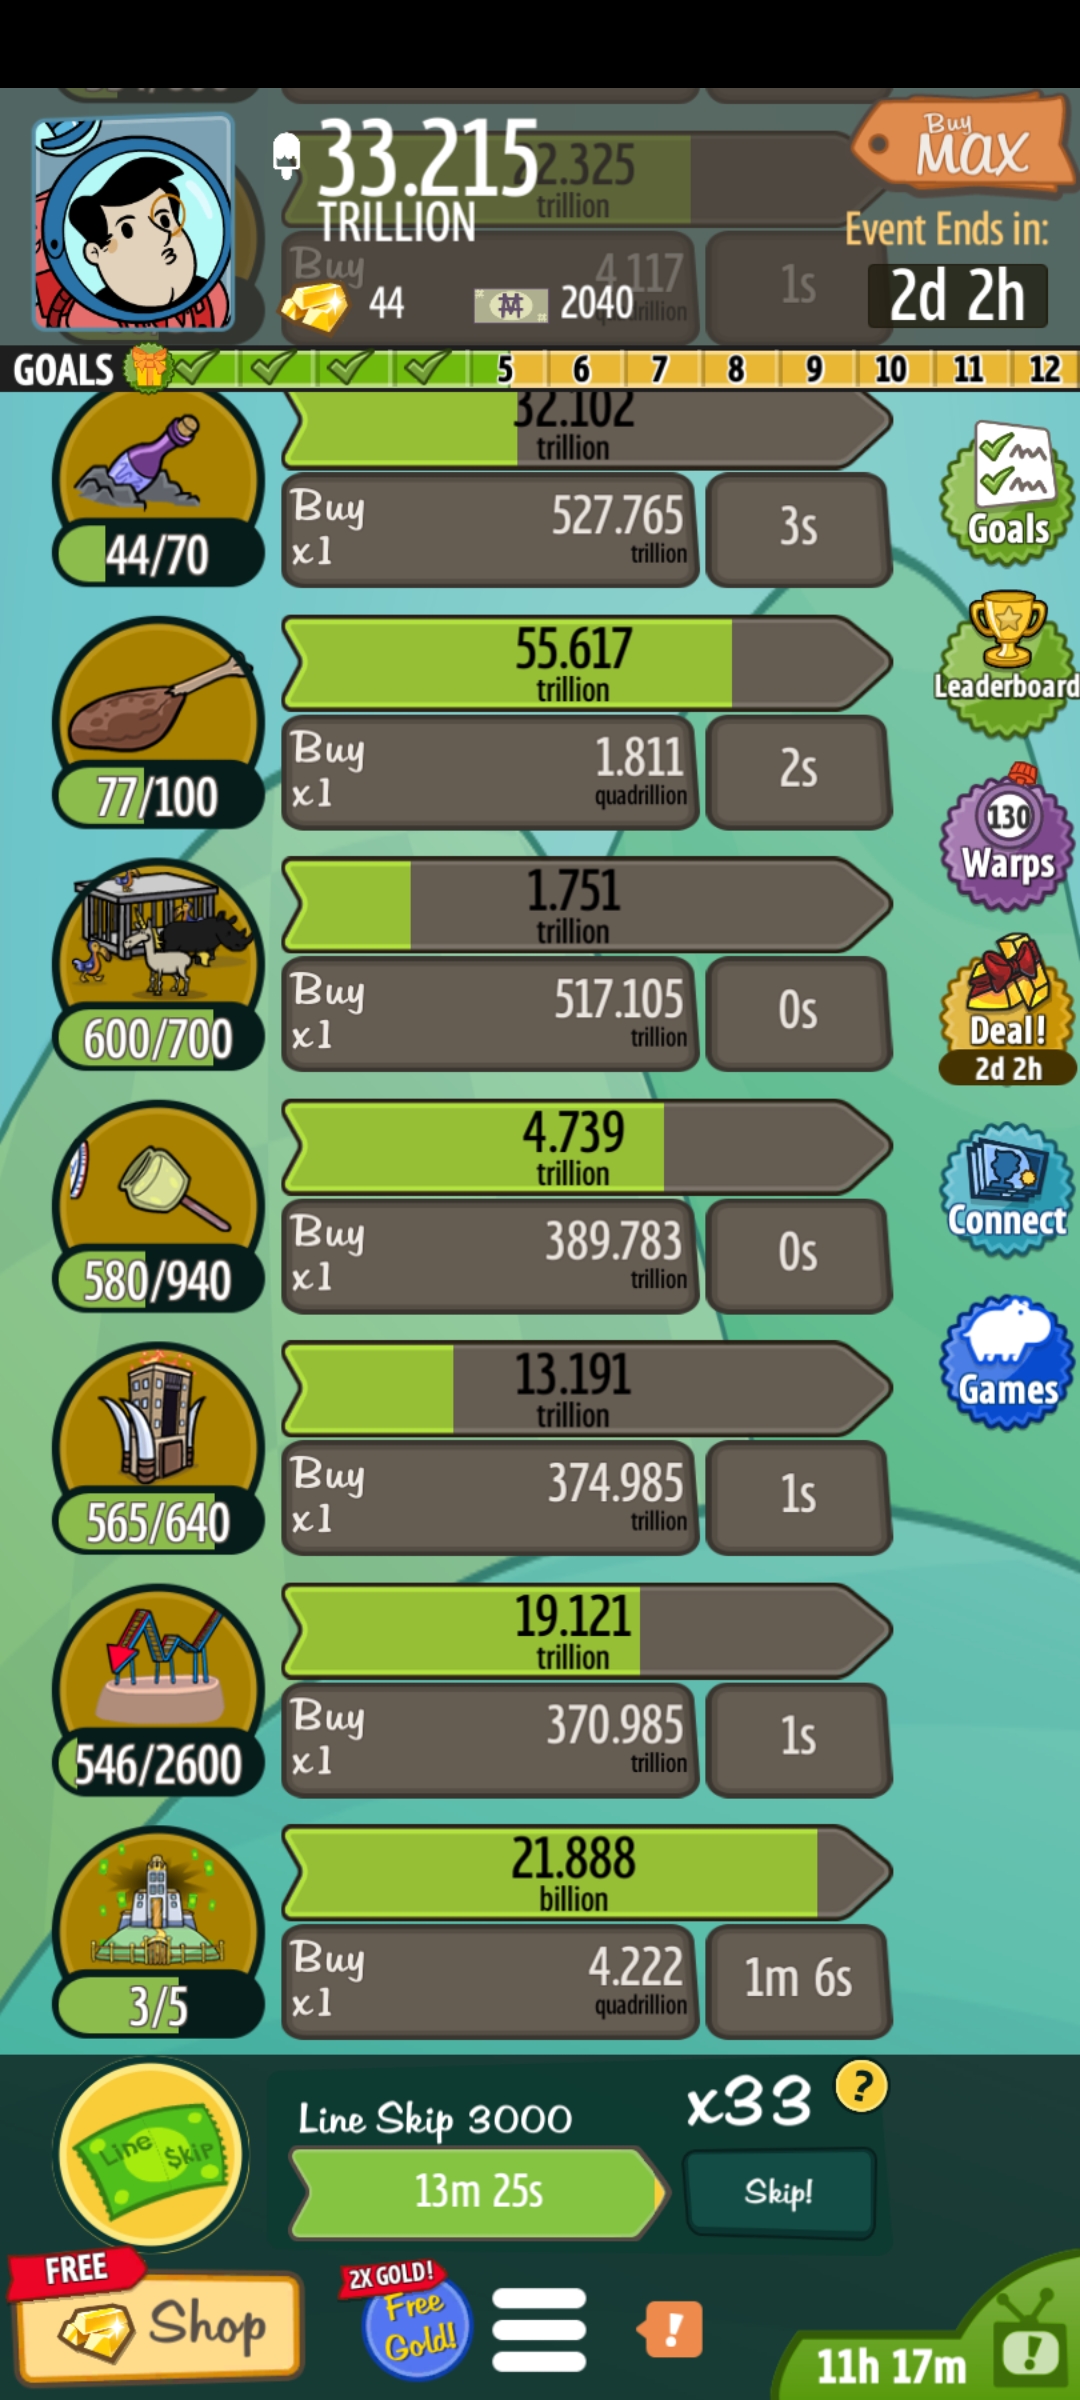 33.215
TRILLION
22.325
trillion
Buy
MAX
Event Ends in:
2d 2h
Buy
4.117
1s
44
2040
GOALS
5
6
7
8
9
10
11
12
32.102
trillion
44/70
Buy
x1
527.765
trillion
3s
Goals
55.617
trillion
77/100
Buy
x1
1.811
quadrillion
2s
Leaderboard
130
Warps
1.751
trillion
600/700
Buy
x1
517.105
trillion
0s
Deal!
2d 2h
4.739
trillion
580/940
Buy
x1
389.783
trillion
0s
Connect
13.191
trillion
565/640
Buy
x1
374.985
trillion
1s
Games
19.121
trillion
546/2600
Buy
x1
370.985
trillion
1s
21.888
billion
3/5
Buy
x1
4.222
quadrillion
1m 6s
Line $kip
Line Skip 3000
x33
?
13m 25s
Skip!
FREE
Shop
2X GOLD!
Free
Gold!
!
11h 17m
!